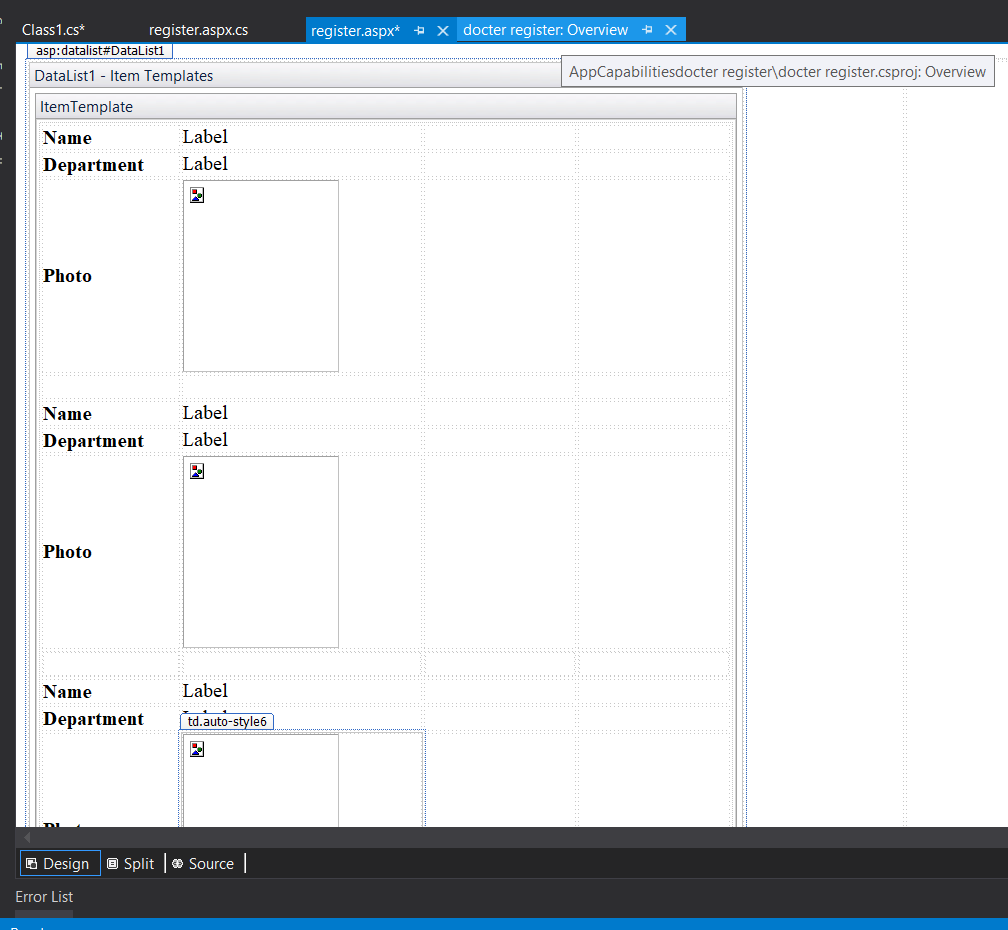 Class1.cs*
register.aspx.cs
register.aspx*
docter register: Overview
asp:datalist#DataList1
DataList1 - Item Templates
AppCapabilitiesdocter register\docter register.csproj: Overview
ItemTemplate
Name Label
Department Label
Photo
Name Label
Department Label
Photo
Name Label
Department
td.auto-style6
Design
Split
Source
Error List